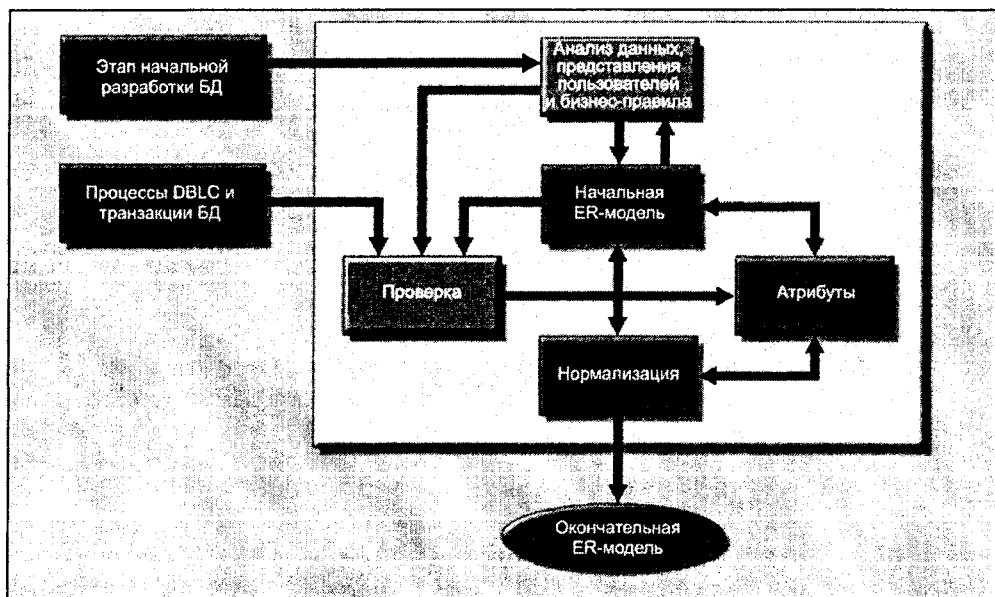 Этап начальной
разработки БД
Анализ данных,
представления
пользователей
и бизнес-правила
Процессы DBLC и
транзакции БД
Начальная
ER-модель
Проверка
Атрибуты
Нормализация
Окончательная
ER-модель